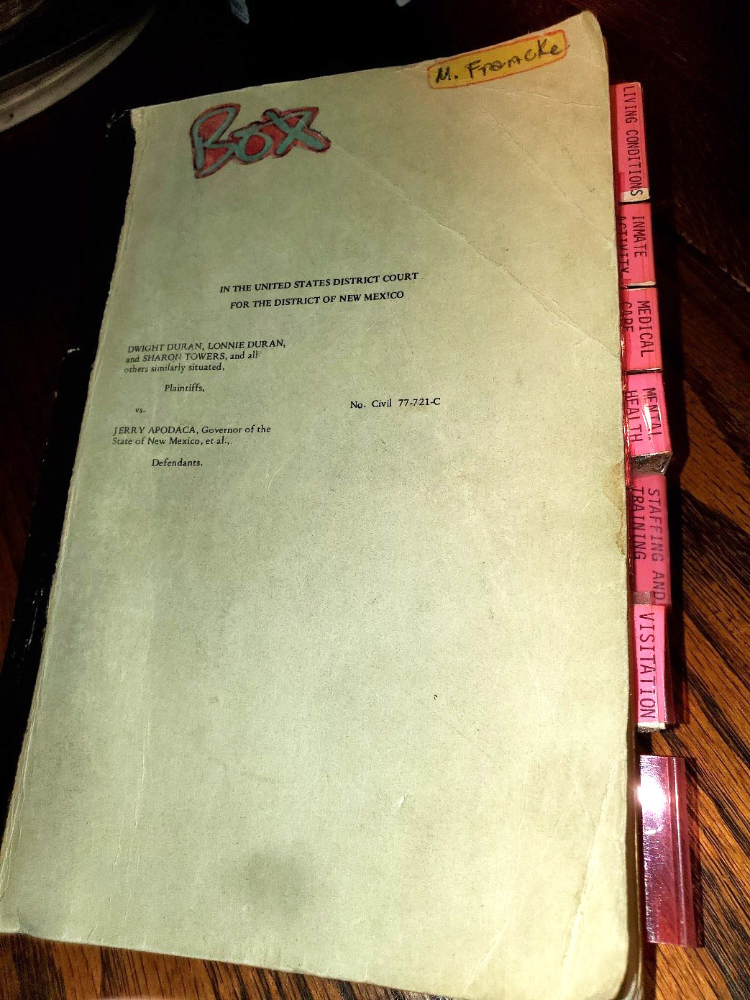 M. Francke
Box
IN THE UNITED STATES DISTRICT COURT
FOR THE DISTRICT OF NEW MEXICO
DWIGHT DURAN, LONNIE DURAN,
and SHARON TOWERS, and all
others similarly situated,
Plaintiffs,
vs.
No. Civil 77-721-C
JERRY APODACA, Governor of the
State of New Mexico, et al.,
Defendants.
LIVING CONDITIONS
INMATE
ACTIVITY
MEDICAL
CARE
MENTAL
HEALTH
STAFFING AND
TRAINING
VISITATION